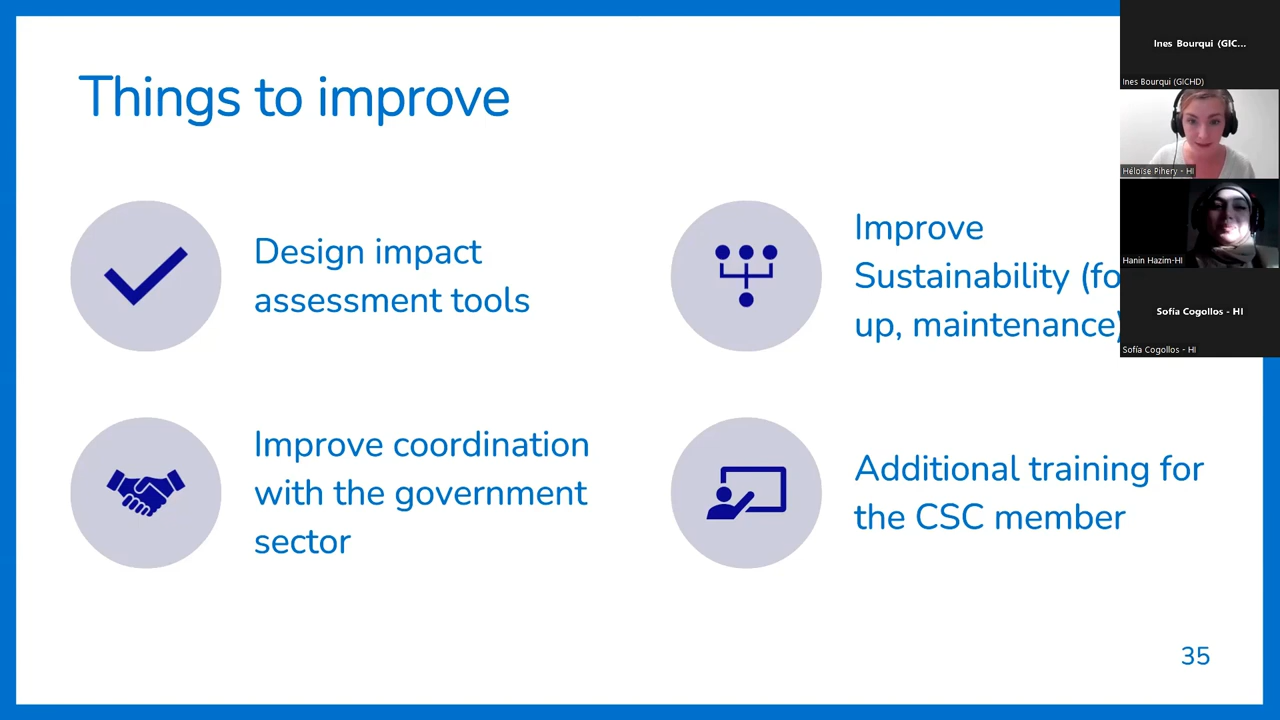 Things to improve
Design impact
assessment tools
Improve
Sustainability (fo
up, maintenance)
Improve coordination
with the government
sector
Additional training for
the CSC member
35
Ines Bourqui (GIC...
Ines Bourqui (GICHD)
Héloïse Pihery - HI
Hanin Hazim-HI
Sofía Cogollos - HI
Sofía Cogollos - HI